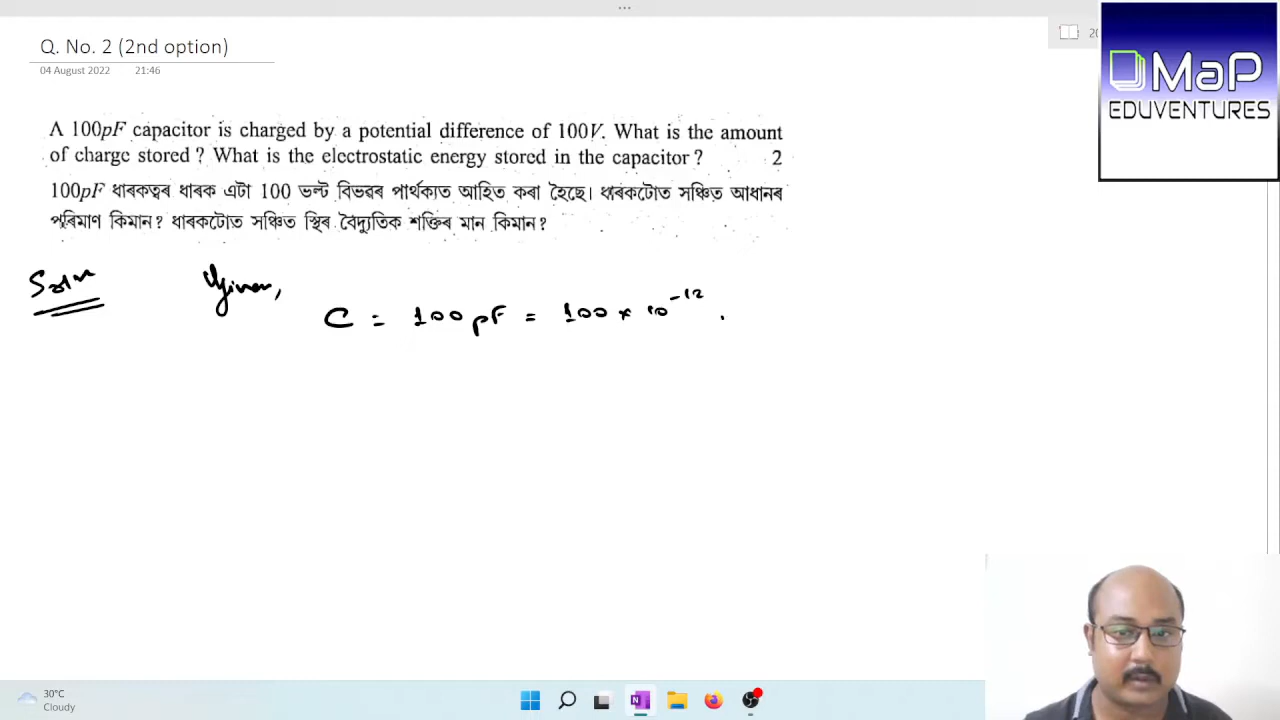 Q. No. 2 (2nd option)
04 August 2022 21:46
MaP
EDUVENTURES
A 100pF capacitor is charged by a potential difference of 100V. What is the amount
of charge stored ? What is the electrostatic energy stored in the capacitor ? 2
100pF ধাৰকত্বৰ ধাৰক এটা 100 ভল্ট বিভৱৰ পাৰ্থক্যত আহিত কৰা হৈছে। ধাৰকটোত সঞ্চিত আধানৰ
পৰিমাণ কিমান? ধাৰকটোত সঞ্চিত স্থিৰ বৈদ্যুতিক শক্তিৰ মান কিমান?
Soln Given,
C = 100 pF = 100 × 10⁻¹²
30°C
Cloudy